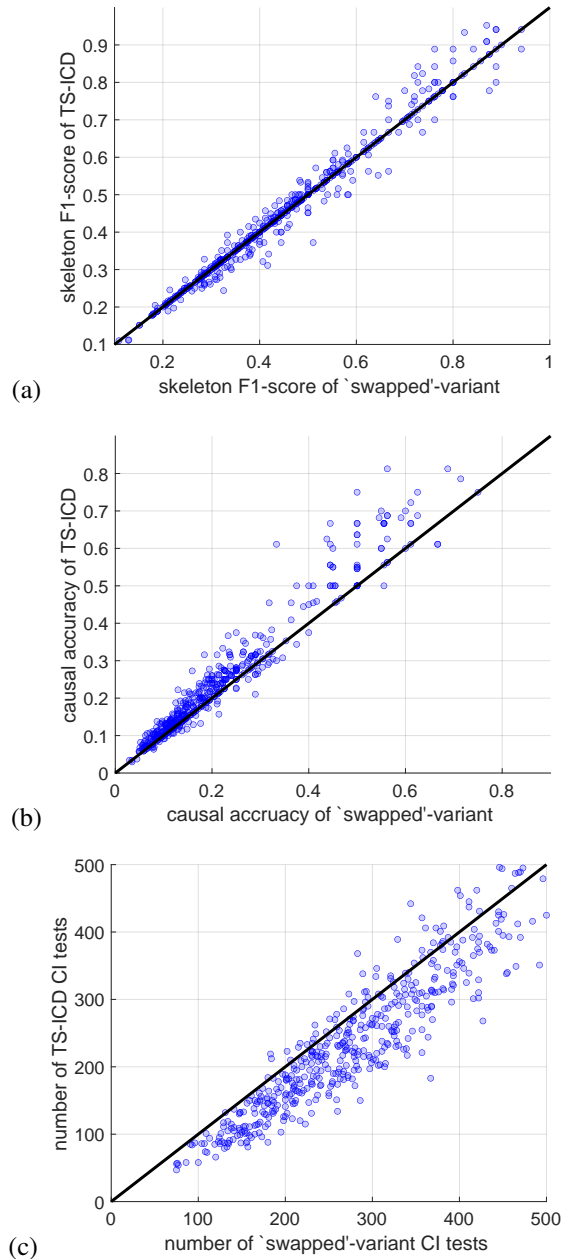 0.9
0.8
0.7
0.6
0.5
0.4
0.3
0.2
0.1
skeleton F1-score of TS-ICD
0.2 0.4 0.6 0.8 1
skeleton F1-score of `swapped'-variant
(a)
0.8
0.7
0.6
0.5
0.4
0.3
0.2
0.1
0
causal accuracy of TS-ICD
0 0.2 0.4 0.6 0.8
causal accruacy of `swapped'-variant
(b)
500
400
300
200
100
0
number of TS-ICD CI tests
0 100 200 300 400 500
number of `swapped'-variant CI tests
(c)